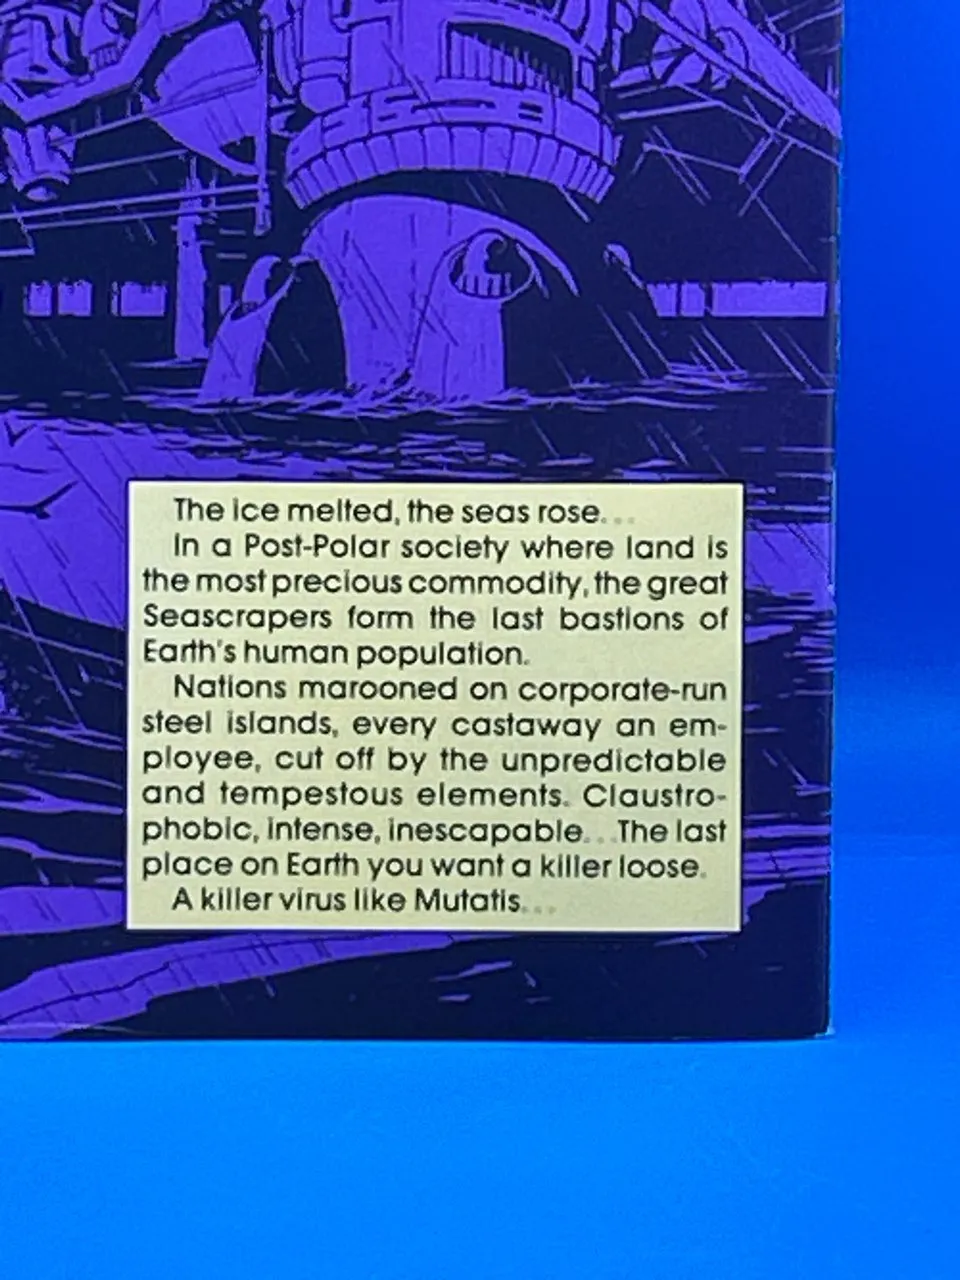 The ice melted, the seas rose...
In a Post-Polar society where land is
the most precious commodity, the great
Seascrapers form the last bastions of
Earth's human population.
Nations marooned on corporate-run
steel islands, every castaway an em-
ployee, cut off by the unpredictable
and tempestous elements. Claustro-
phobic, intense, inescapable...The last
place on Earth you want a killer loose.
A killer virus like Mutatis...